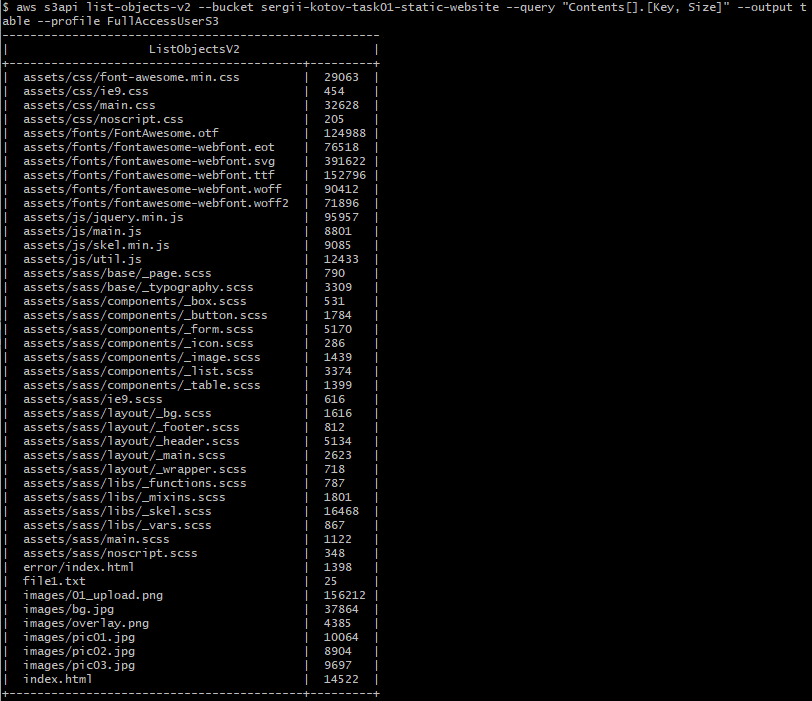 $ aws s3api list-objects-v2 --bucket sergii-kotov-task01-static-website --query "Contents[].[Key, Size]" --output t
able --profile FullAccessUserS3
-----------------------------------------------------
|                    ListObjectsV2                  |
+------------------------------------------+---------+
|  assets/css/font-awesome.min.css         |  29063  |
|  assets/css/ie9.css                      |  454    |
|  assets/css/main.css                     |  32628  |
|  assets/css/noscript.css                 |  205    |
|  assets/fonts/FontAwesome.otf            |  124988 |
|  assets/fonts/fontawesome-webfont.eot    |  76518  |
|  assets/fonts/fontawesome-webfont.svg    |  391622 |
|  assets/fonts/fontawesome-webfont.ttf    |  152796 |
|  assets/fonts/fontawesome-webfont.woff   |  90412  |
|  assets/fonts/fontawesome-webfont.woff2  |  71896  |
|  assets/js/jquery.min.js                 |  95957  |
|  assets/js/main.js                       |  8801   |
|  assets/js/skel.min.js                   |  9085   |
|  assets/js/util.js                       |  12433  |
|  assets/sass/base/_page.scss             |  790    |
|  assets/sass/base/_typography.scss       |  3309   |
|  assets/sass/components/_box.scss        |  531    |
|  assets/sass/components/_button.scss     |  1784   |
|  assets/sass/components/_form.scss       |  5170   |
|  assets/sass/components/_icon.scss       |  286    |
|  assets/sass/components/_image.scss      |  1439   |
|  assets/sass/components/_list.scss       |  3374   |
|  assets/sass/components/_table.scss      |  1399   |
|  assets/sass/ie9.scss                    |  616    |
|  assets/sass/layout/_bg.scss             |  1616   |
|  assets/sass/layout/_footer.scss         |  812    |
|  assets/sass/layout/_header.scss         |  5134   |
|  assets/sass/layout/_main.scss           |  2623   |
|  assets/sass/layout/_wrapper.scss        |  718    |
|  assets/sass/libs/_functions.scss        |  787    |
|  assets/sass/libs/_mixins.scss           |  1801   |
|  assets/sass/libs/_skel.scss             |  16468  |
|  assets/sass/libs/_vars.scss             |  867    |
|  assets/sass/main.scss                   |  1122   |
|  assets/sass/noscript.scss               |  348    |
|  error/index.html                        |  1398   |
|  file1.txt                               |  25     |
|  images/01_upload.png                    |  156212 |
|  images/bg.jpg                           |  37864  |
|  images/overlay.png                      |  4385   |
|  images/pic01.jpg                        |  10064  |
|  images/pic02.jpg                        |  8904   |
|  images/pic03.jpg                        |  9697   |
|  index.html                              |  14522  |
+------------------------------------------+---------+